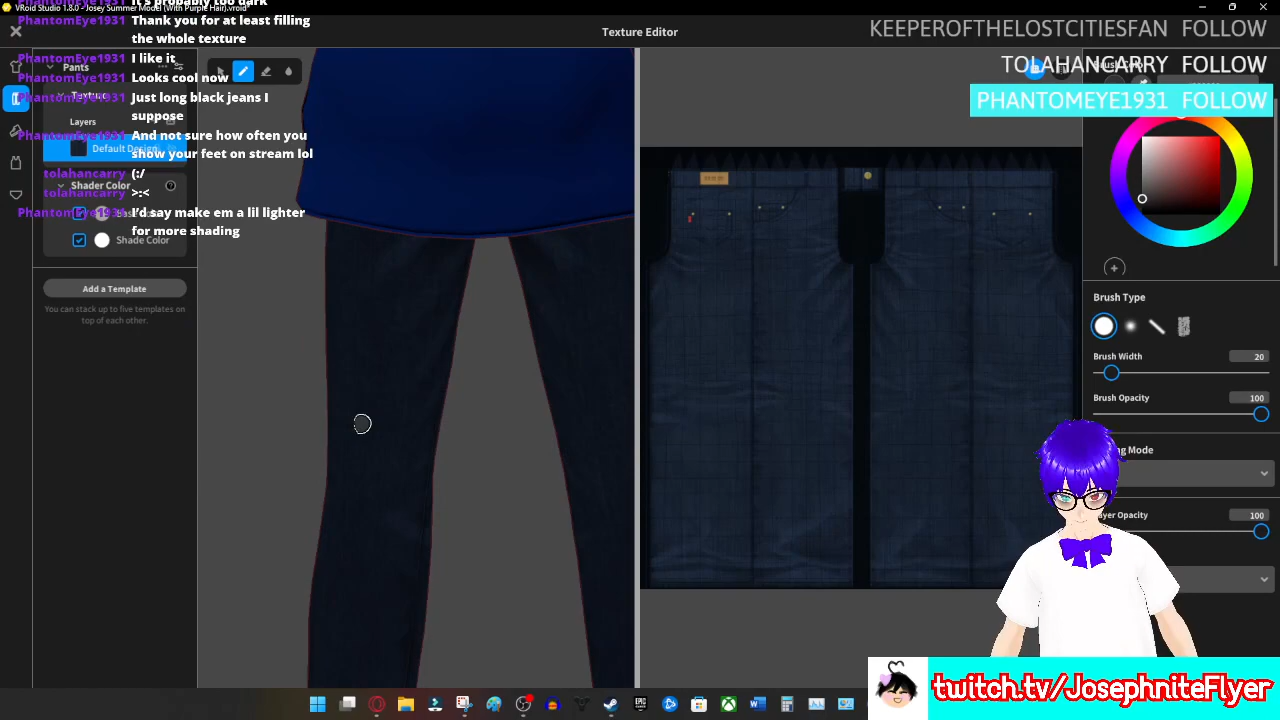 VRoid Studio 1.8.0 - Josey Summer Model (With Purple Hair).vroid*
Texture Editor
It's probably too dark
PhantomEye1931 Thank you for at least filling
the whole texture
PhantomEye1931 I like it
PhantomEye1931 Looks cool now
PhantomEye1931 Just long black jeans I
suppose
PhantomEye1931 And not sure how often you
show your feet on stream lol
tolahancarry (:/
tolahancarry >:<
PhantomEye1931 I'd say make em a lil lighter
for more shading
Pants
Texture
Layers
Default Design
Shader Color
Shade Color
Add a Template
You can stack up to five templates on
top of each other.
KEEPEROFTHELOSTCITIESFAN FOLLOW
TOLAHANCARRY FOLLOW
PHANTOMEYE1931 FOLLOW
Brush Type
Brush Width 20
Brush Opacity 100
Mode
Layer Opacity 100
twitch.tv/JosephniteFlyer